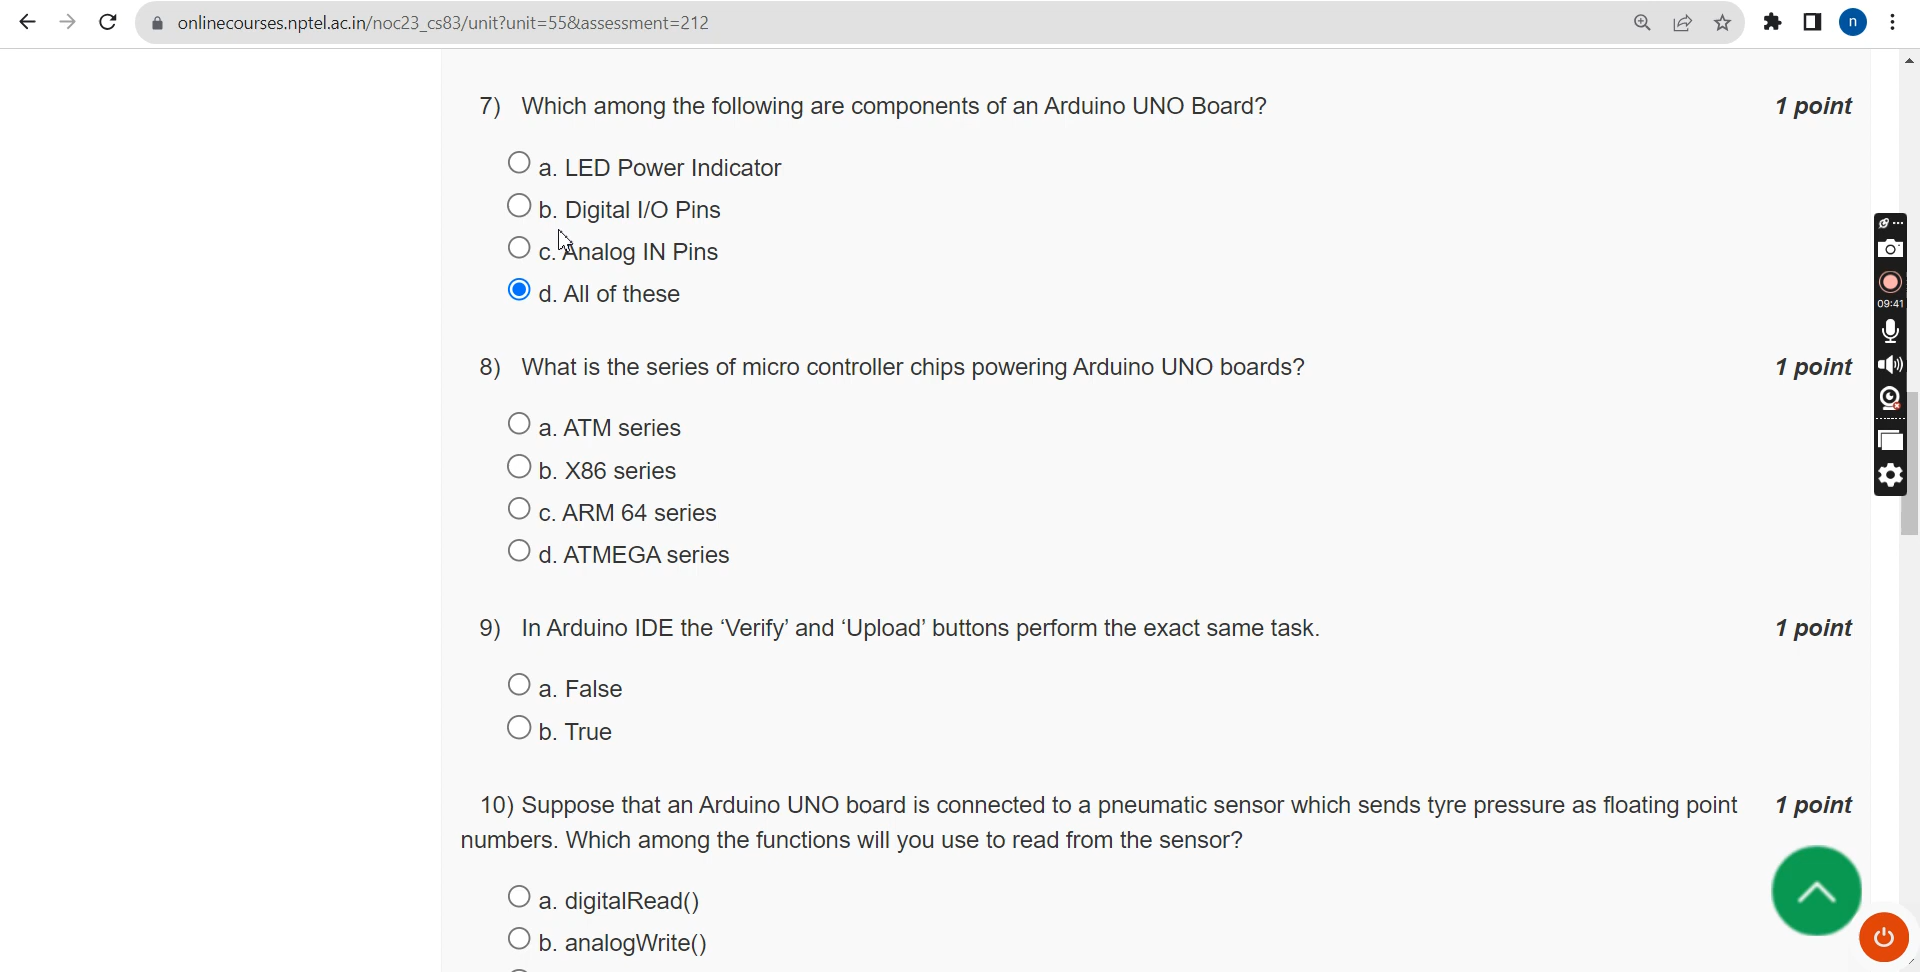 onlinecourses.nptel.ac.in/noc23_cs83/unit?unit=55&assessment=212
n
7) Which among the following are components of an Arduino UNO Board? 1 point
a. LED Power Indicator
b. Digital I/O Pins
c. Analog IN Pins
d. All of these
09:41
8) What is the series of micro controller chips powering Arduino UNO boards? 1 point
a. ATM series
b. X86 series
c. ARM 64 series
d. ATMEGA series
9) In Arduino IDE the ‘Verify’ and ‘Upload’ buttons perform the exact same task. 1 point
a. False
b. True
10) Suppose that an Arduino UNO board is connected to a pneumatic sensor which sends tyre pressure as floating point 1 point
numbers. Which among the functions will you use to read from the sensor?
a. digitalRead()
b. analogWrite()